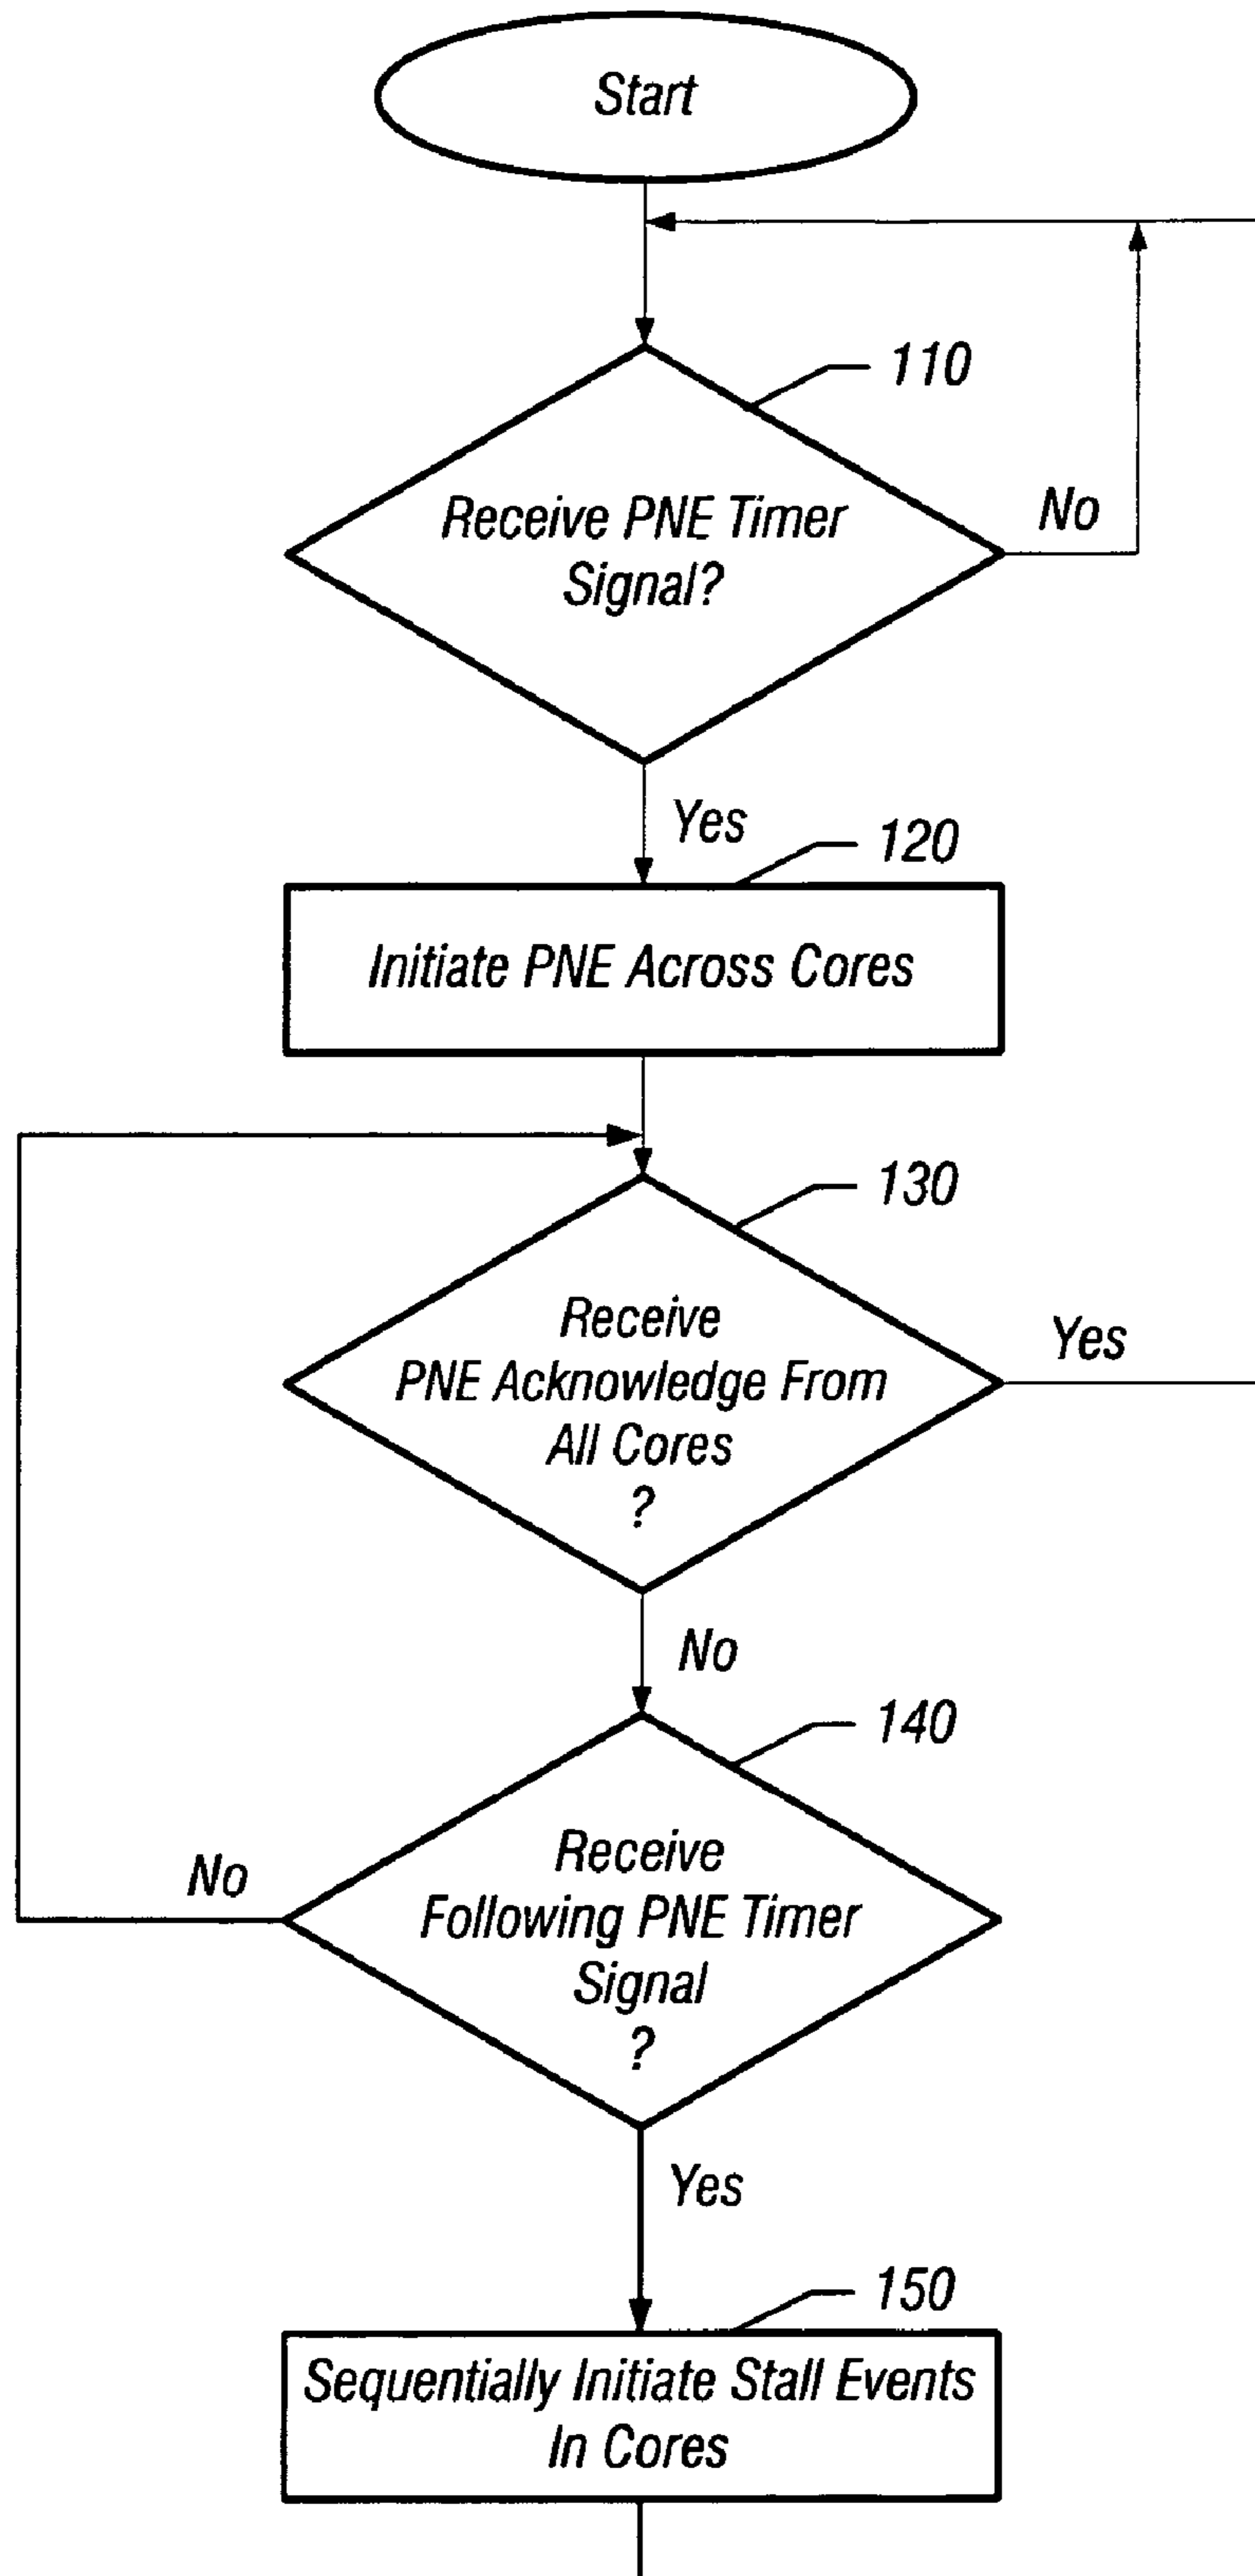 Start
110
Receive PNE Timer
Signal?
No
Yes
120
Initiate PNE Across Cores
130
Receive
PNE Acknowledge From
All Cores
?
Yes
No
140
Receive
Following PNE Timer
Signal
?
No
Yes
150
Sequentially Initiate Stall Events
In Cores